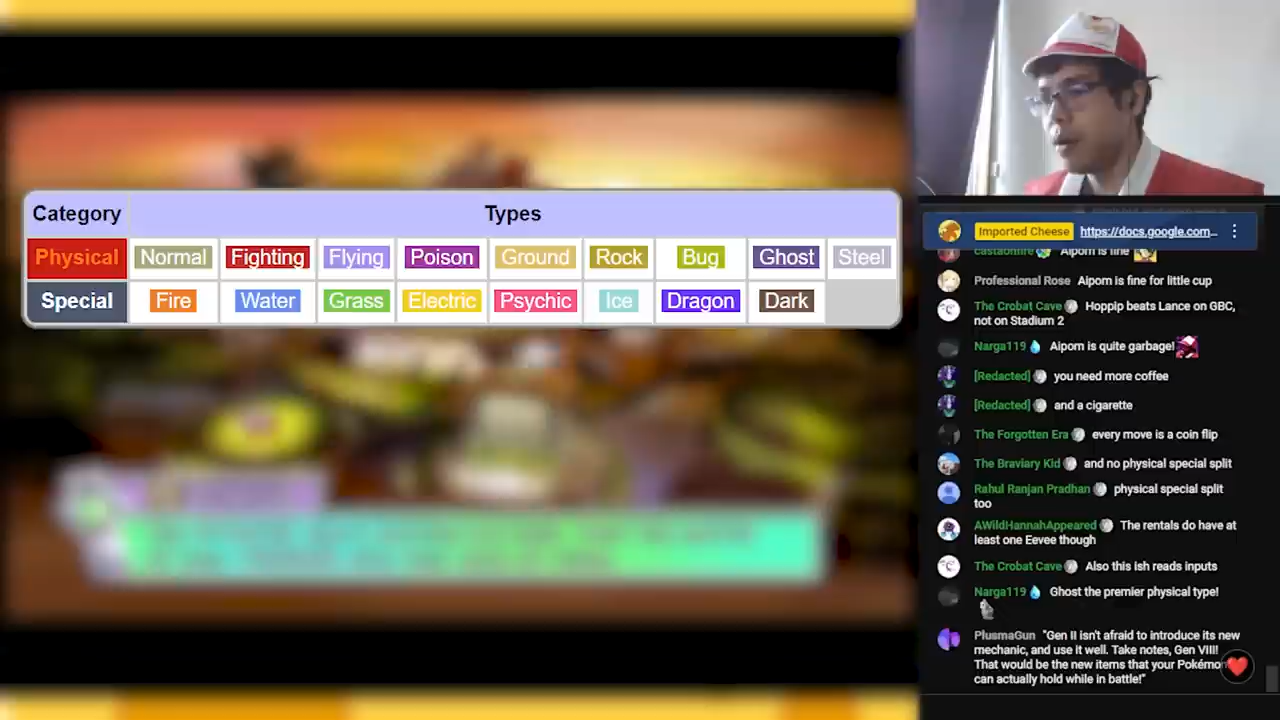 Category Types
Physical Normal Fighting Flying Poison Ground Rock Bug Ghost Steel
Special Fire Water Grass Electric Psychic Ice Dragon Dark
Imported Cheese https://docs.google.com...
castaonfire Aipom is fine
Professional Rose Aipom is fine for little cup
The Crobat Cave Hoppip beats Lance on GBC,
not on Stadium 2
Narga119 Aipom is quite garbage!
[Redacted] you need more coffee
[Redacted] and a cigarette
The Forgotten Era every move is a coin flip
The Braviary Kid and no physical special split
Rahul Ranjan Pradhan physical special split
too
AWildHannahAppeared The rentals do have at
least one Eevee though
The Crobat Cave Also this ish reads inputs
Narga119 Ghost the premier physical type!
PlusmaGun "Gen II isn't afraid to introduce its new
mechanic, and use it well. Take notes, Gen VIII!
That would be the new items that your Pokémon
can actually hold while in battle!"